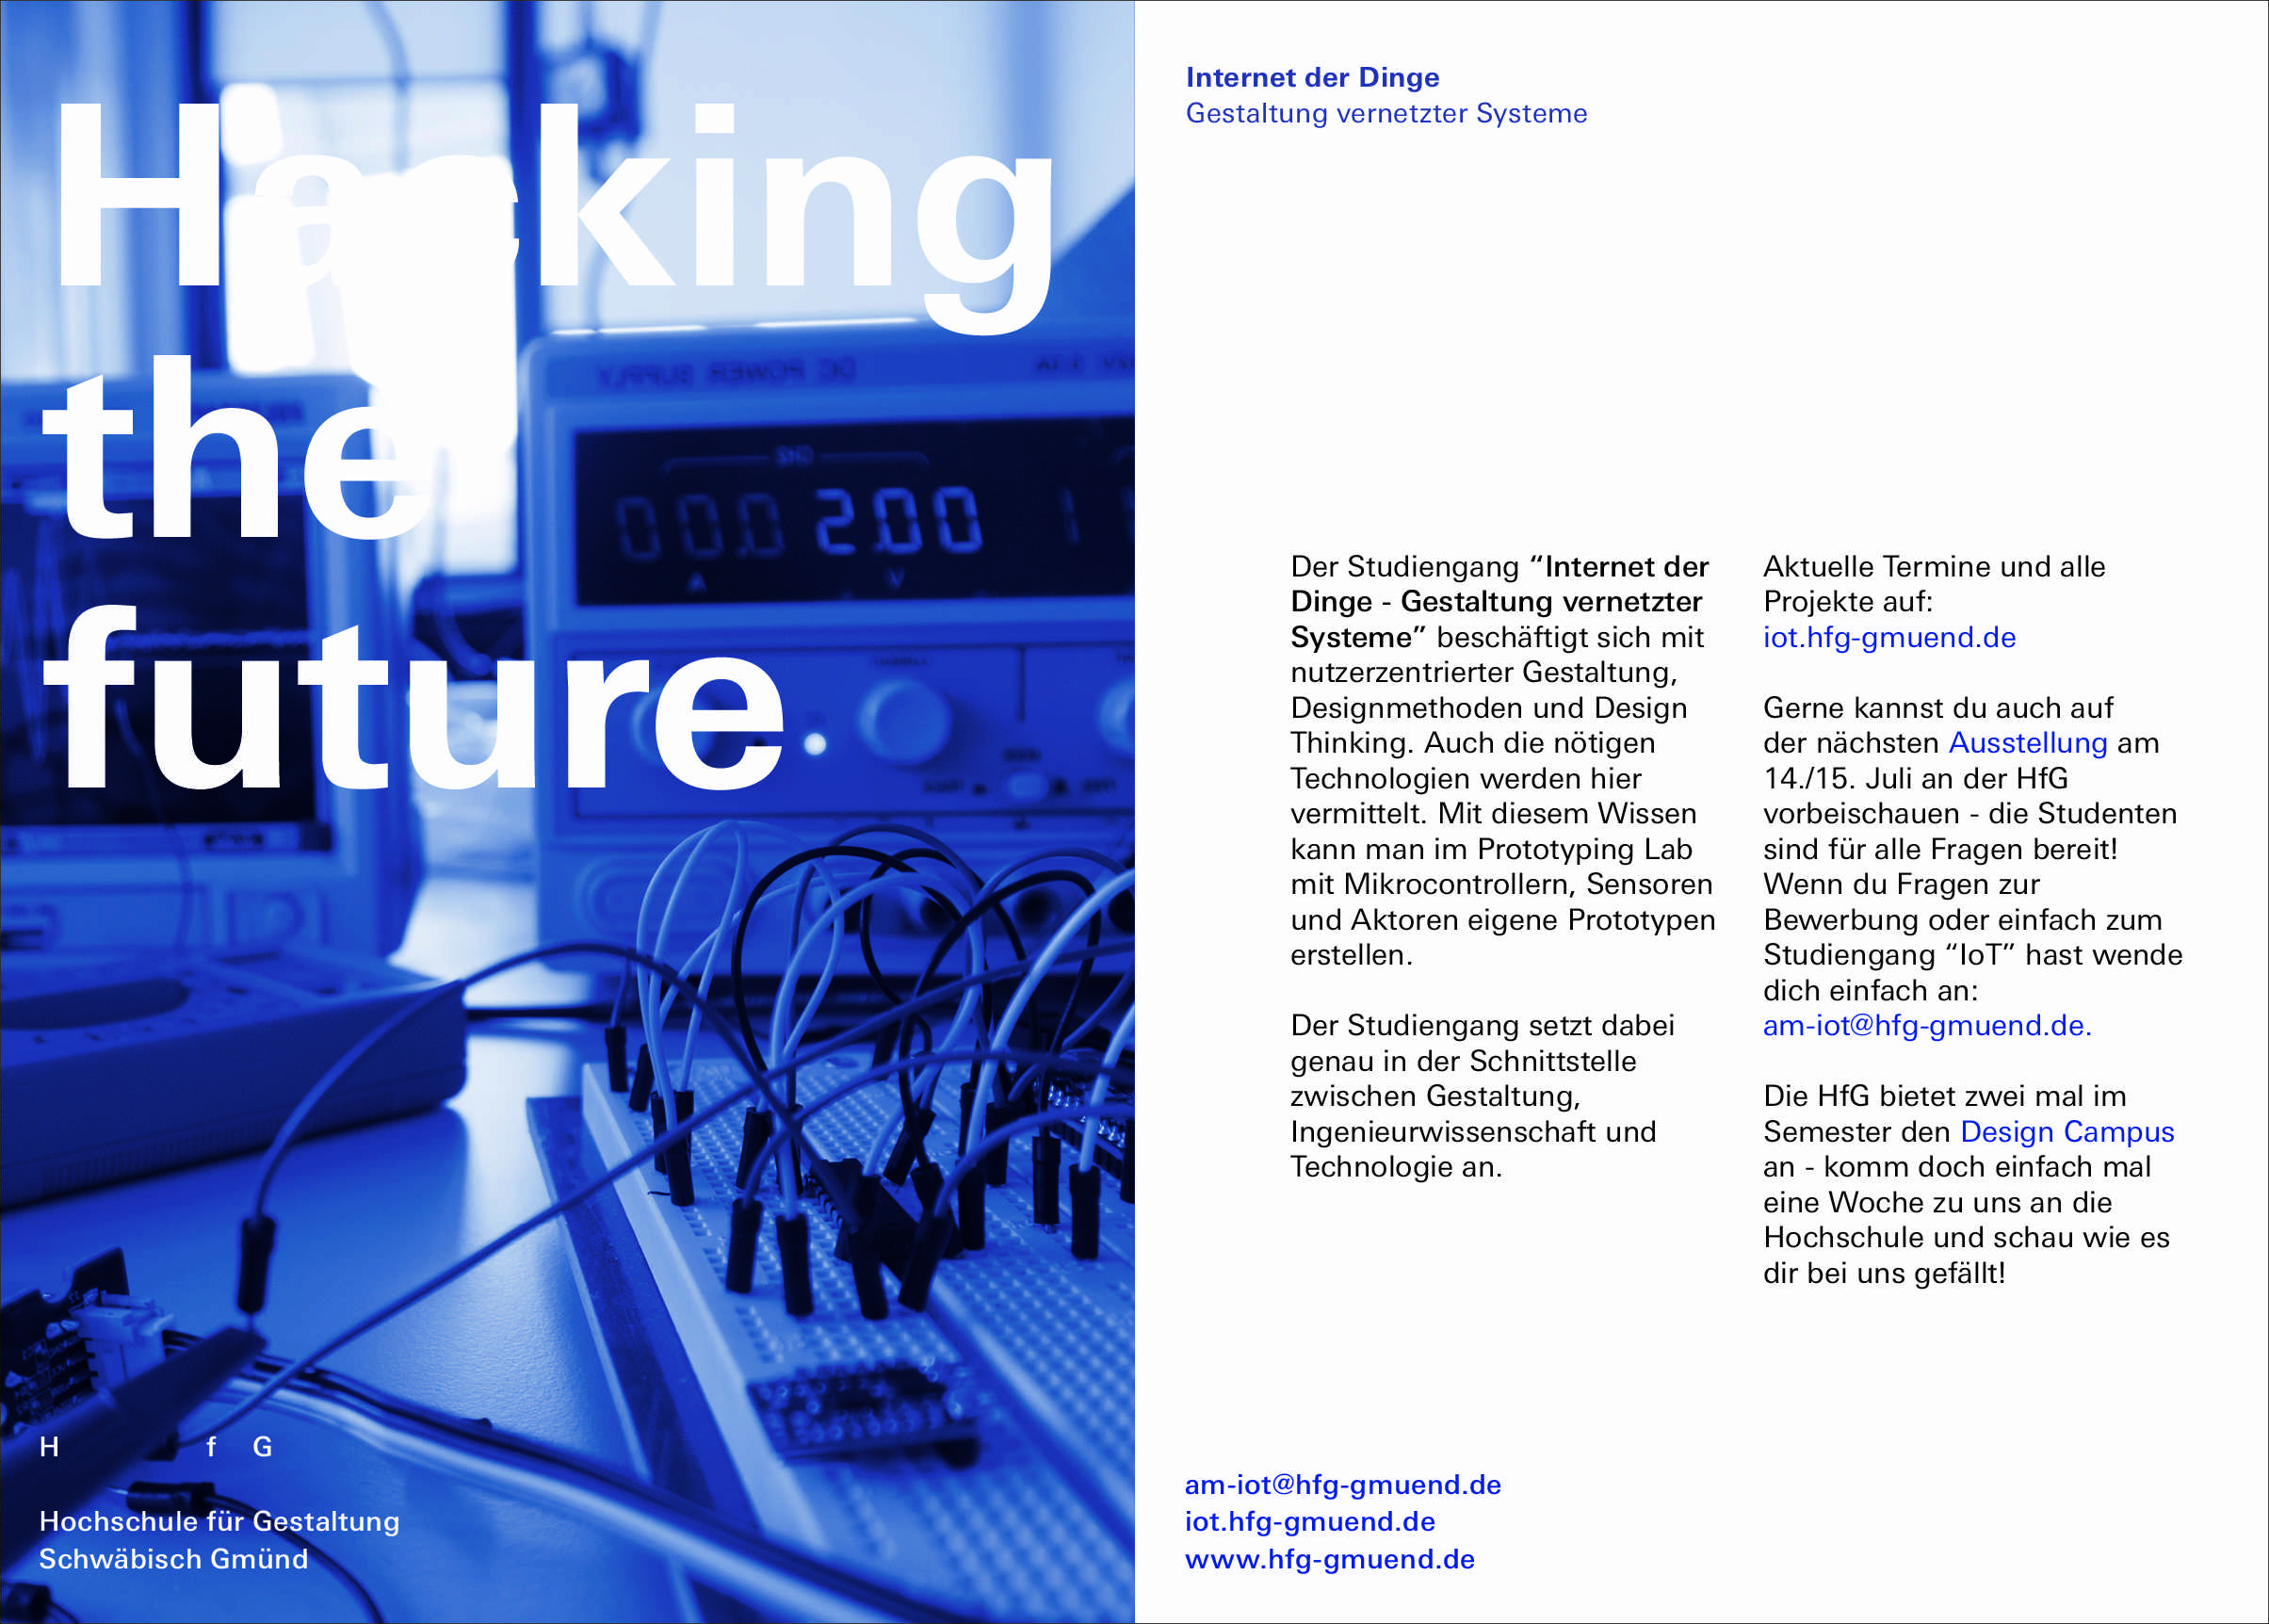 Hacking
the
future
H f G
Hochschule für Gestaltung
Schwäbisch Gmünd
DC POWER SUPPLY
00.0 2.00
A V
Internet der Dinge
Gestaltung vernetzter Systeme
Der Studiengang “Internet der
Dinge - Gestaltung vernetzter
Systeme” beschäftigt sich mit
nutzerzentrierter Gestaltung,
Designmethoden und Design
Thinking. Auch die nötigen
Technologien werden hier
vermittelt. Mit diesem Wissen
kann man im Prototyping Lab
mit Mikrocontrollern, Sensoren
und Aktoren eigene Prototypen
erstellen.
Der Studiengang setzt dabei
genau in der Schnittstelle
zwischen Gestaltung,
Ingenieurwissenschaft und
Technologie an.
Aktuelle Termine und alle
Projekte auf:
iot.hfg-gmuend.de
Gerne kannst du auch auf
der nächsten Ausstellung am
14./15. Juli an der HfG
vorbeischauen - die Studenten
sind für alle Fragen bereit!
Wenn du Fragen zur
Bewerbung oder einfach zum
Studiengang “IoT” hast wende
dich einfach an:
am-iot@hfg-gmuend.de.
Die HfG bietet zwei mal im
Semester den Design Campus
an - komm doch einfach mal
eine Woche zu uns an die
Hochschule und schau wie es
dir bei uns gefällt!
am-iot@hfg-gmuend.de
iot.hfg-gmuend.de
www.hfg-gmuend.de